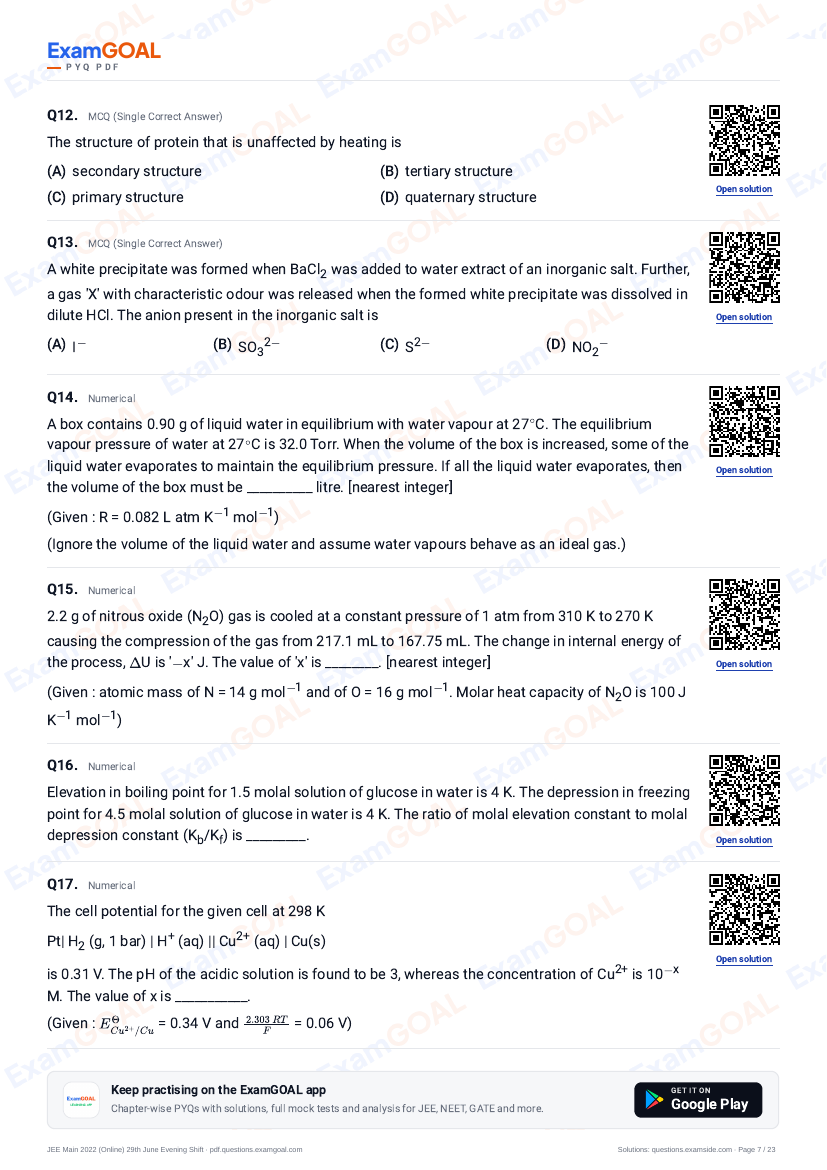 ExamGOAL
PYQ PDF
Q12. MCQ (Single Correct Answer)
The structure of protein that is unaffected by heating is
(A) secondary structure (B) tertiary structure
(C) primary structure (D) quaternary structure
Open solution
Q13. MCQ (Single Correct Answer)
A white precipitate was formed when BaCl₂ was added to water extract of an inorganic salt. Further,
a gas 'X' with characteristic odour was released when the formed white precipitate was dissolved in
dilute HCl. The anion present in the inorganic salt is
(A) I⁻ (B) SO₃²⁻ (C) S²⁻ (D) NO₂⁻
Open solution
Q14. Numerical
A box contains 0.90 g of liquid water in equilibrium with water vapour at 27°C. The equilibrium
vapour pressure of water at 27°C is 32.0 Torr. When the volume of the box is increased, some of the
liquid water evaporates to maintain the equilibrium pressure. If all the liquid water evaporates, then
the volume of the box must be _________ litre. [nearest integer]
(Given : R = 0.082 L atm K⁻¹ mol⁻¹)
(Ignore the volume of the liquid water and assume water vapours behave as an ideal gas.)
Open solution
Q15. Numerical
2.2 g of nitrous oxide (N₂O) gas is cooled at a constant pressure of 1 atm from 310 K to 270 K
causing the compression of the gas from 217.1 mL to 167.75 mL. The change in internal energy of
the process, ΔU is '−x' J. The value of 'x' is ________. [nearest integer]
(Given : atomic mass of N = 14 g mol⁻¹ and of O = 16 g mol⁻¹. Molar heat capacity of N₂O is 100 J
K⁻¹ mol⁻¹)
Open solution
Q16. Numerical
Elevation in boiling point for 1.5 molal solution of glucose in water is 4 K. The depression in freezing
point for 4.5 molal solution of glucose in water is 4 K. The ratio of molal elevation constant to molal
depression constant (K_b/K_f) is _________.
Open solution
Q17. Numerical
The cell potential for the given cell at 298 K
Pt| H₂ (g, 1 bar) | H⁺ (aq) || Cu²⁺ (aq) | Cu(s)
is 0.31 V. The pH of the acidic solution is found to be 3, whereas the concentration of Cu²⁺ is 10⁻ˣ
M. The value of x is ___________.
(Given : E^Θ_{Cu²⁺/Cu} = 0.34 V and 2.303 RT / F = 0.06 V)
Open solution
Keep practising on the ExamGOAL app
Chapter-wise PYQs with solutions, full mock tests and analysis for JEE, NEET, GATE and more.
GET IT ON
Google Play
JEE Main 2022 (Online) 29th June Evening Shift · pdf.questions.examgoal.com
Solutions: questions.examside.com · Page 7 / 23